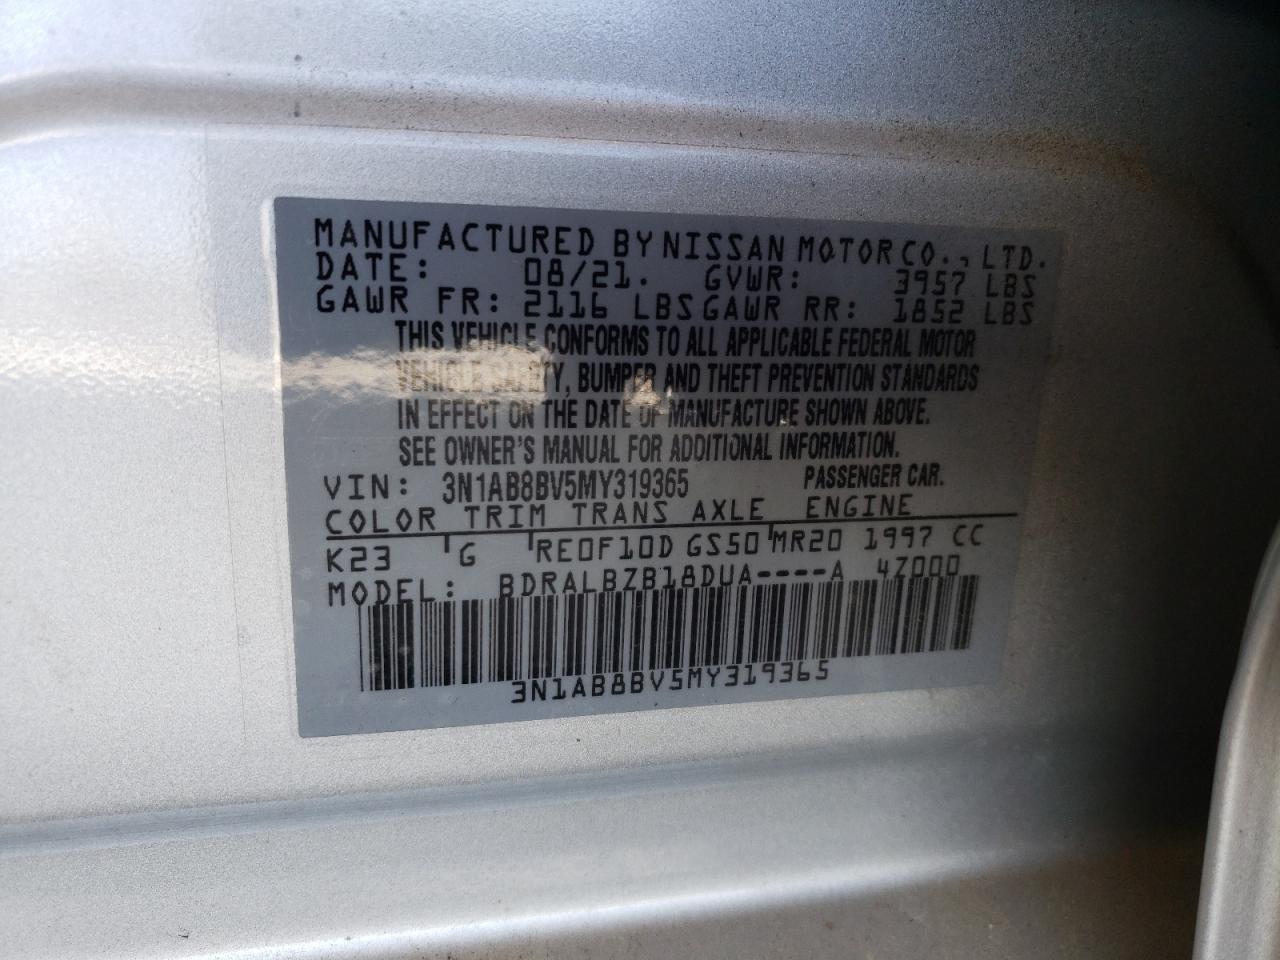 MANUFACTURED BY NISSAN MOTOR CO., LTD.
DATE: 08/21. GVWR: 3957 LBS
GAWR FR: 2116 LBS GAWR RR: 1852 LBS
THIS VEHICLE CONFORMS TO ALL APPLICABLE FEDERAL MOTOR
VEHICLE SAFETY, BUMPER AND THEFT PREVENTION STANDARDS
IN EFFECT ON THE DATE OF MANUFACTURE SHOWN ABOVE.
SEE OWNER'S MANUAL FOR ADDITIONAL INFORMATION.
VIN: 3N1AB8BV5MY319365 PASSENGER CAR.
COLOR TRIM TRANS AXLE ENGINE
K23 G RE0F10D GS50 MR20 1997 CC
MODEL: BDRALBZB18DUA----A 4Z000
3N1AB8BV5MY319365